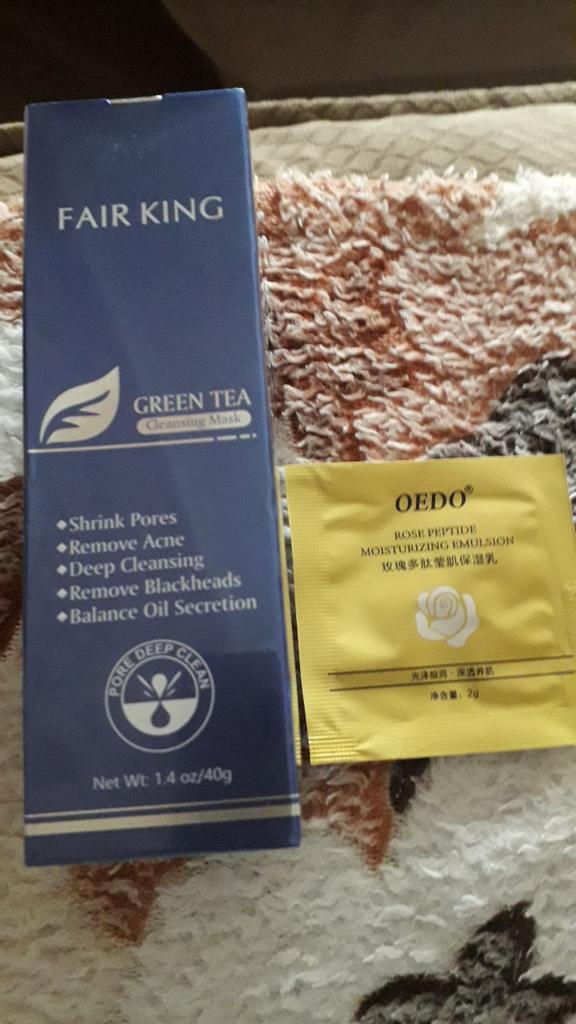 FAIR KING
GREEN TEA
Cleansing Mask
◆Shrink Pores
◆Remove Acne
◆Deep Cleansing
◆Remove Blackheads
◆Balance Oil Secretion
PORE DEEP CLEAN
Net Wt: 1.4 oz/40g
OEDO®
ROSE PEPTIDE
MOISTURIZING EMULSION
玫瑰多肽莹肌保湿乳
光泽细润·深透养肌
净含量: 2g